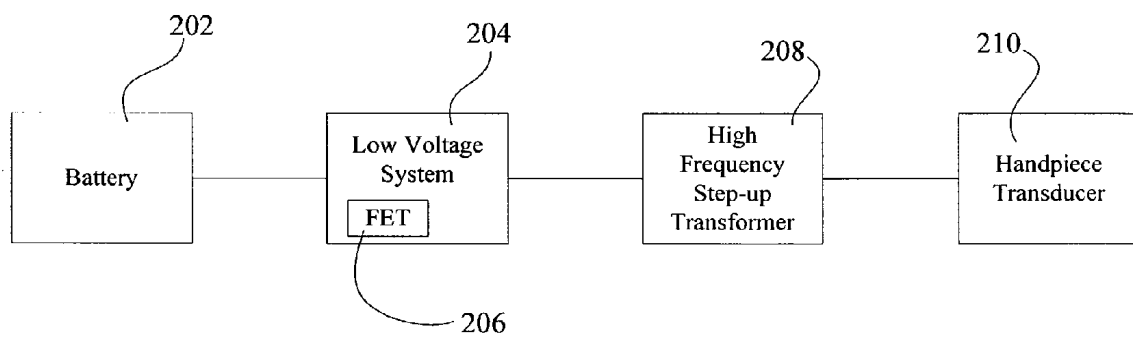 202
204
208
210
Battery
Low Voltage
System
FET
High
Frequency
Step-up
Transformer
Handpiece
Transducer
206